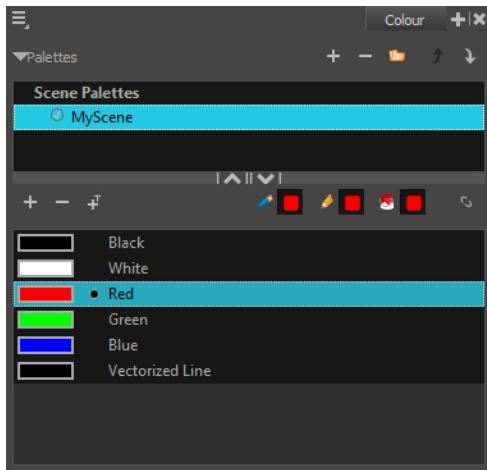 Colour
Palettes
Scene Palettes
MyScene
Black
White
Red
Green
Blue
Vectorized Line